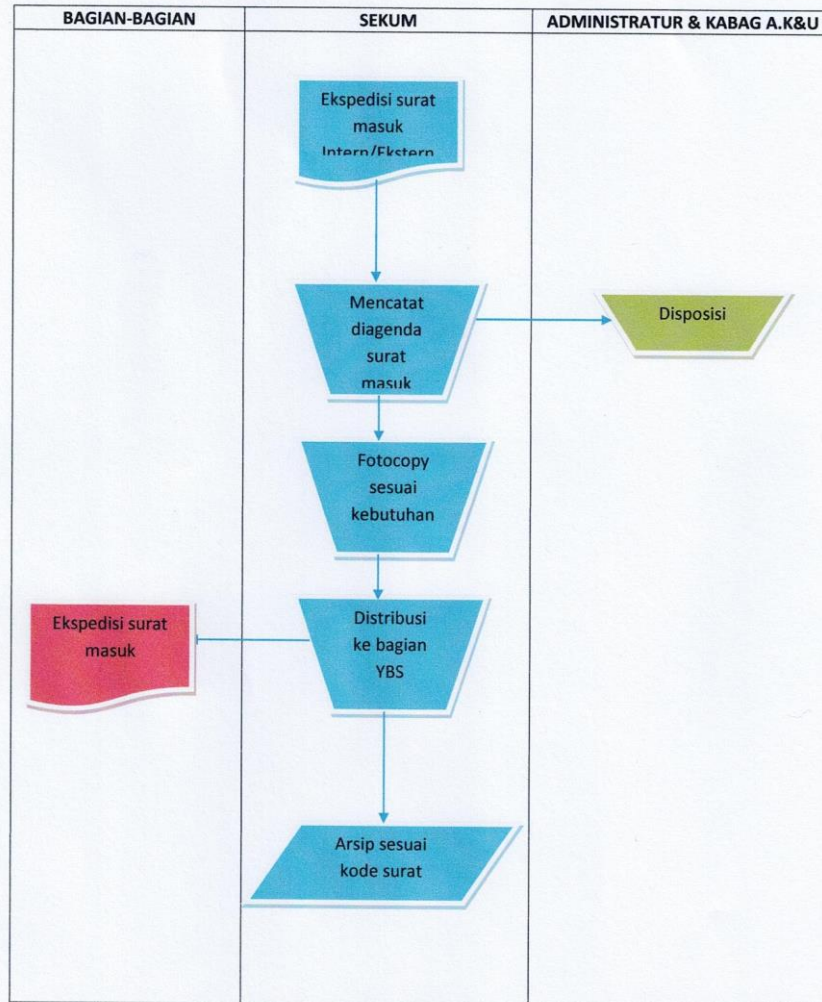 BAGIAN-BAGIAN
SEKUM
ADMINISTRATUR & KABAG A.K&U
Ekspedisi surat
masuk
Intern/Ekstern
Mencatat
diagenda
surat
masuk
Disposisi
Fotocopy
sesuai
kebutuhan
Ekspedisi surat
masuk
Distribusi
ke bagian
YBS
Arsip sesuai
kode surat